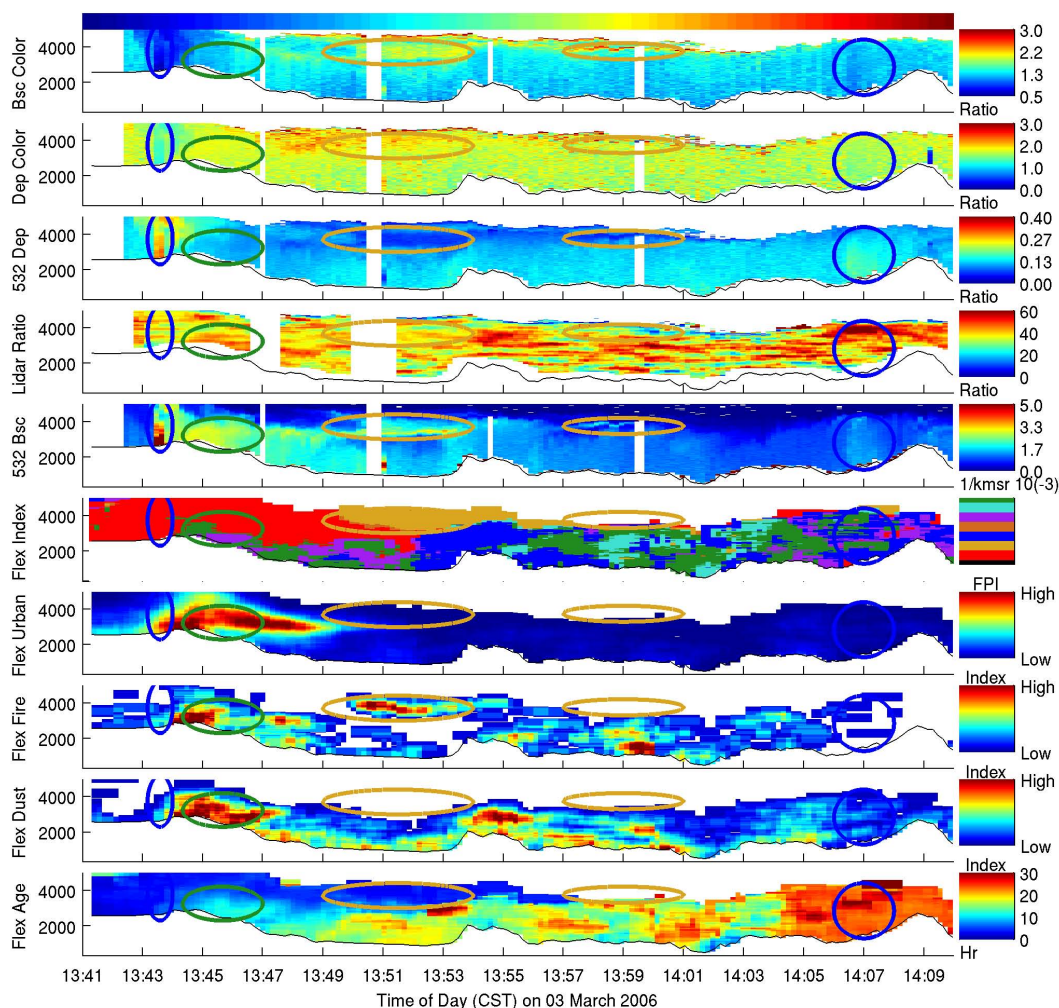 4000
2000
Bsc Color
3.0
2.2
1.3
0.5
Ratio
4000
2000
Dep Color
3.0
2.0
1.0
0.0
Ratio
4000
2000
532 Dep
0.40
0.27
0.13
0.00
Ratio
4000
2000
Lidar Ratio
60
40
20
0
Ratio
4000
2000
532 Bsc
5.0
3.3
1.7
0.0
1/kmsr 10(-3)
4000
2000
Flex Index
FPI
4000
2000
Flex Urban
High
Low
Index
4000
2000
Flex Fire
High
Low
Index
4000
2000
Flex Dust
High
Low
Index
4000
2000
Flex Age
30
20
10
0
Hr
13:41 13:43 13:45 13:47 13:49 13:51 13:53 13:55 13:57 13:59 14:01 14:03 14:05 14:07 14:09
Time of Day (CST) on 03 March 2006